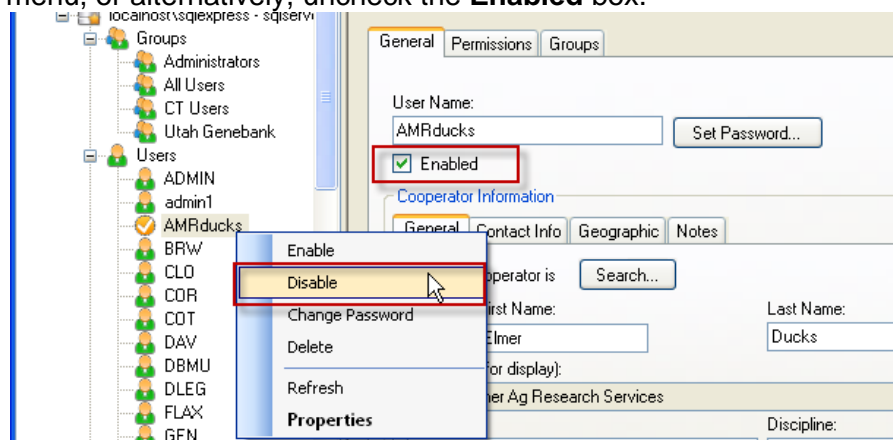 menu, or alternatively, uncheck the Enabled box.
localhost\sqlexpress - sqlserv
Groups
Administrators
All Users
CT Users
Utah Genebank
Users
ADMIN
admin1
AMRducks
BRW
CLO
COR
COT
DAV
DBMU
DLEG
FLAX
GEN
Enable
Disable
Change Password
Delete
Refresh
Properties
General Permissions Groups
User Name:
AMRducks Set Password...
Enabled
Cooperator Information
General Contact Info Geographic Notes
operator is Search...
irst Name: Last Name:
Elmer Ducks
for display):
ner Ag Research Services
Discipline: